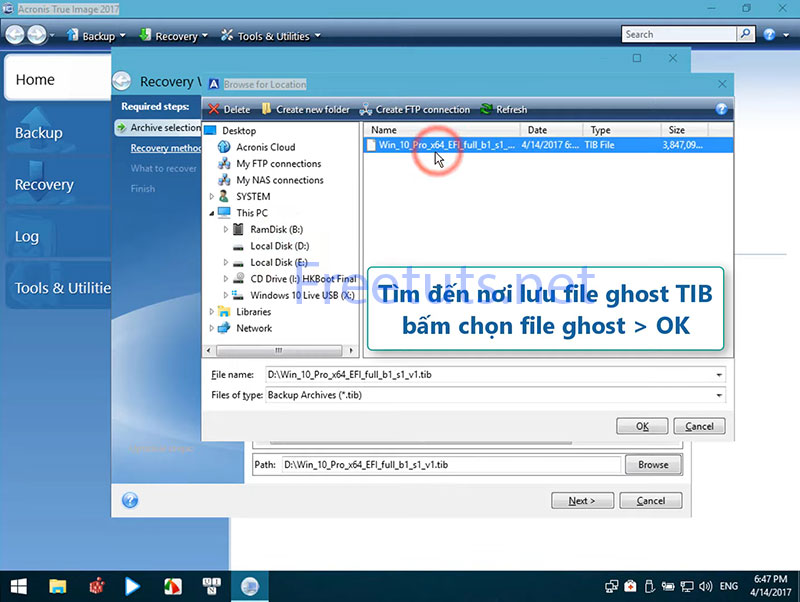 Acronis True Image 2017
Backup
Recovery
Tools & Utilities
Search
Home
Backup
Recovery
Log
Tools & Utilitie
Recovery
Required steps:
Archive selection
Recovery method
What to recover
Finish
Browse for Location
Delete
Create new folder
Create FTP connection
Refresh
Desktop
Acronis Cloud
My FTP connections
My NAS connections
SYSTEM
This PC
RamDisk (B:)
Local Disk (D:)
Local Disk (E:)
CD Drive (I:) HKBoot Final
Windows 10 Live USB (X:)
Libraries
Network
Name Date Type Size
Win_10_Pro_x64_EFI_full_b1_s1_... 4/14/2017 6:... TIB File 3,847,09...
Freetuts.net
Tìm đến nơi lưu file ghost TIB
bấm chọn file ghost > OK
File name: D:\Win_10_Pro_x64_EFI_full_b1_s1_v1.tib
Files of type: Backup Archives (*.tib)
OK Cancel
Path: D:\Win_10_Pro_x64_EFI_full_b1_s1_v1.tib Browse
Next > Cancel
ENG
6:47 PM
4/14/2017